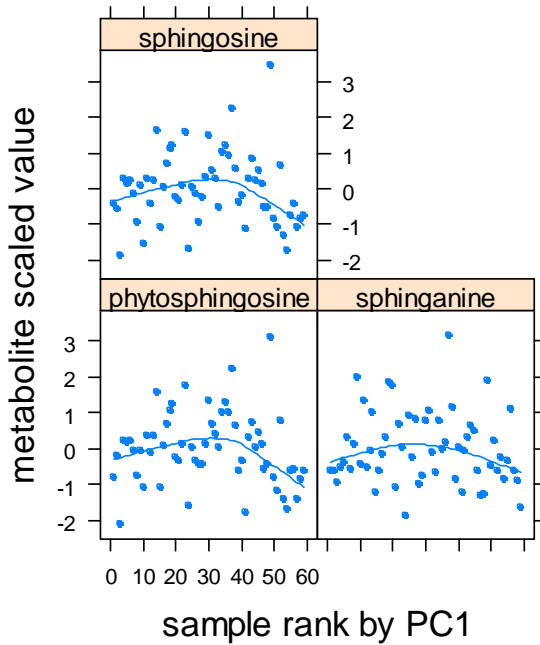 sphingosine
3
2
1
0
-1
-2
metabolite scaled value
phytosphingosine sphinganine
3
2
1
0
-1
-2
0 10 20 30 40 50 60
sample rank by PC1